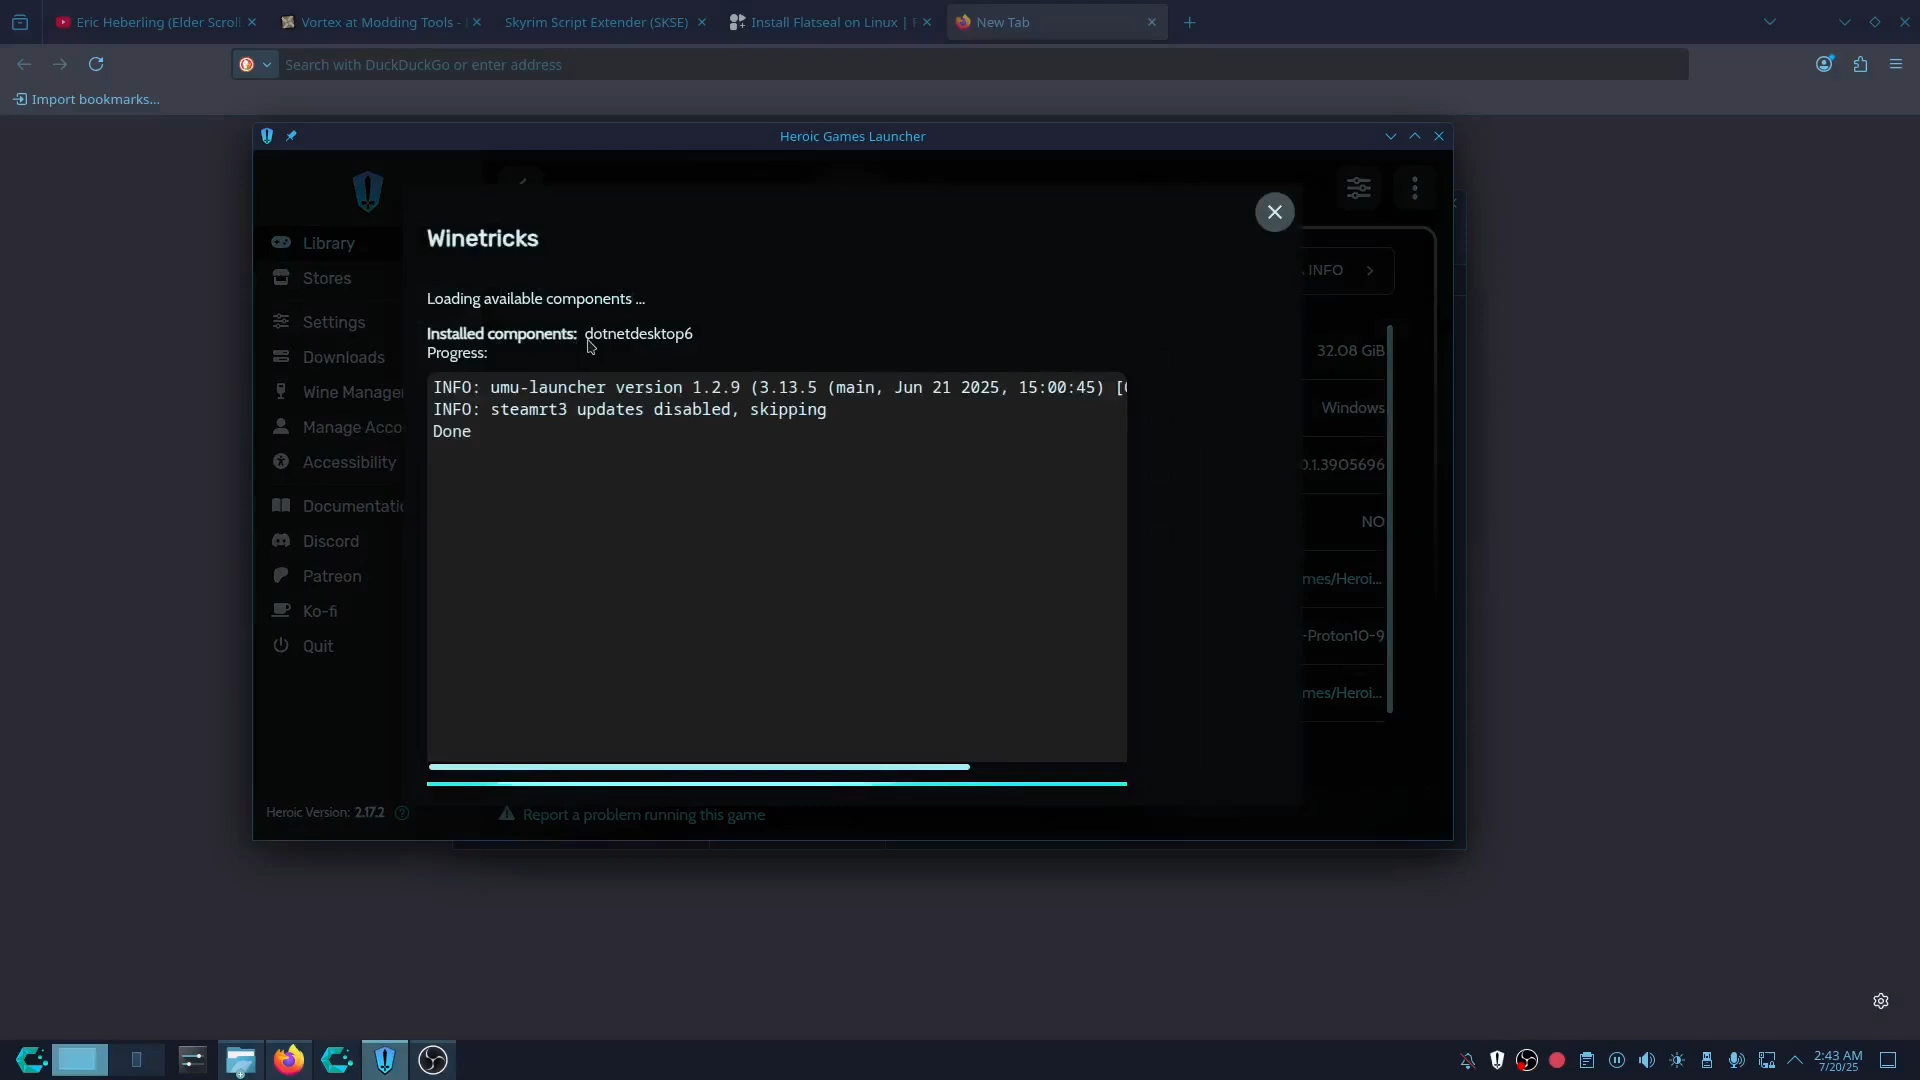 Eric Heberling (Elder Scroll
Vortex at Modding Tools -
Skyrim Script Extender (SKSE)
Install Flatseal on Linux |
New Tab
Search with DuckDuckGo or enter address
Import bookmarks...
Heroic Games Launcher
Winetricks
Library
Stores
Settings
Downloads
Wine Manager
Manage Acco
Accessibility
Documentatio
Discord
Patreon
Ko-fi
Quit
Heroic Version: 2.17.2
Loading available components ...
Installed components: dotnetdesktop6
Progress:
INFO: umu-launcher version 1.2.9 (3.13.5 (main, Jun 21 2025, 15:00:45) [
INFO: steamrt3 updates disabled, skipping
Done
INFO
32.08 GiB
Windows
0.1.3905696
NO
mes/Heroi...
-Proton10-9
mes/Heroi...
Report a problem running this game
2:43 AM
7/20/25